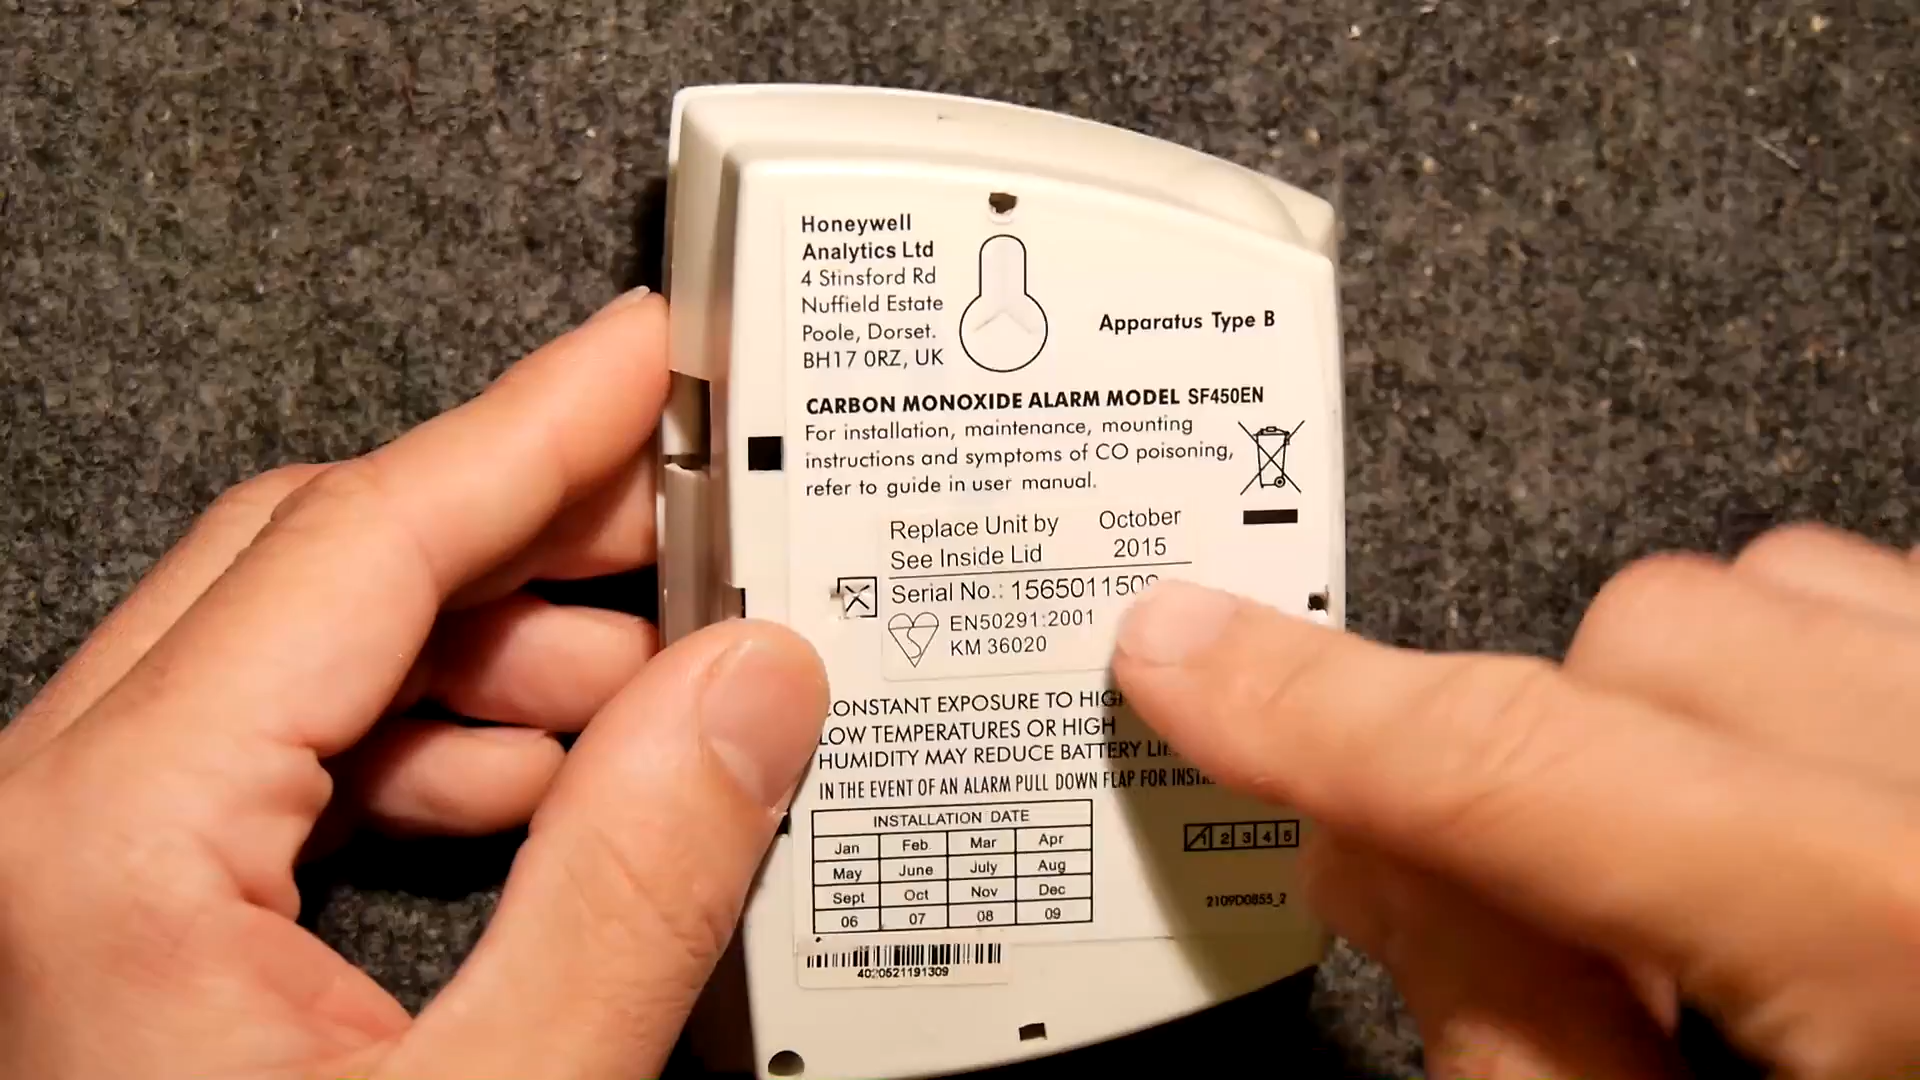 Honeywell
Analytics Ltd
4 Stinsford Rd
Nuffield Estate
Poole, Dorset.
BH17 0RZ, UK
Apparatus Type B
CARBON MONOXIDE ALARM MODEL SF450EN
For installation, maintenance, mounting
instructions and symptoms of CO poisoning,
refer to guide in user manual.
Replace Unit by October
See Inside Lid 2015
Serial No.:
EN50291:2001
KM 36020
CONSTANT EXPOSURE TO
LOW TEMPERATURES OR HIGH
HUMIDITY MAY REDUCE BATTERY
IN THE EVENT OF AN ALARM PULL DOWN FLAP FOR
INSTALLATION DATE
Jan Feb Mar Apr
May June July Aug
Sept Oct Nov Dec
06 07 08 09
1 2 3 4 5
2109D0855_2